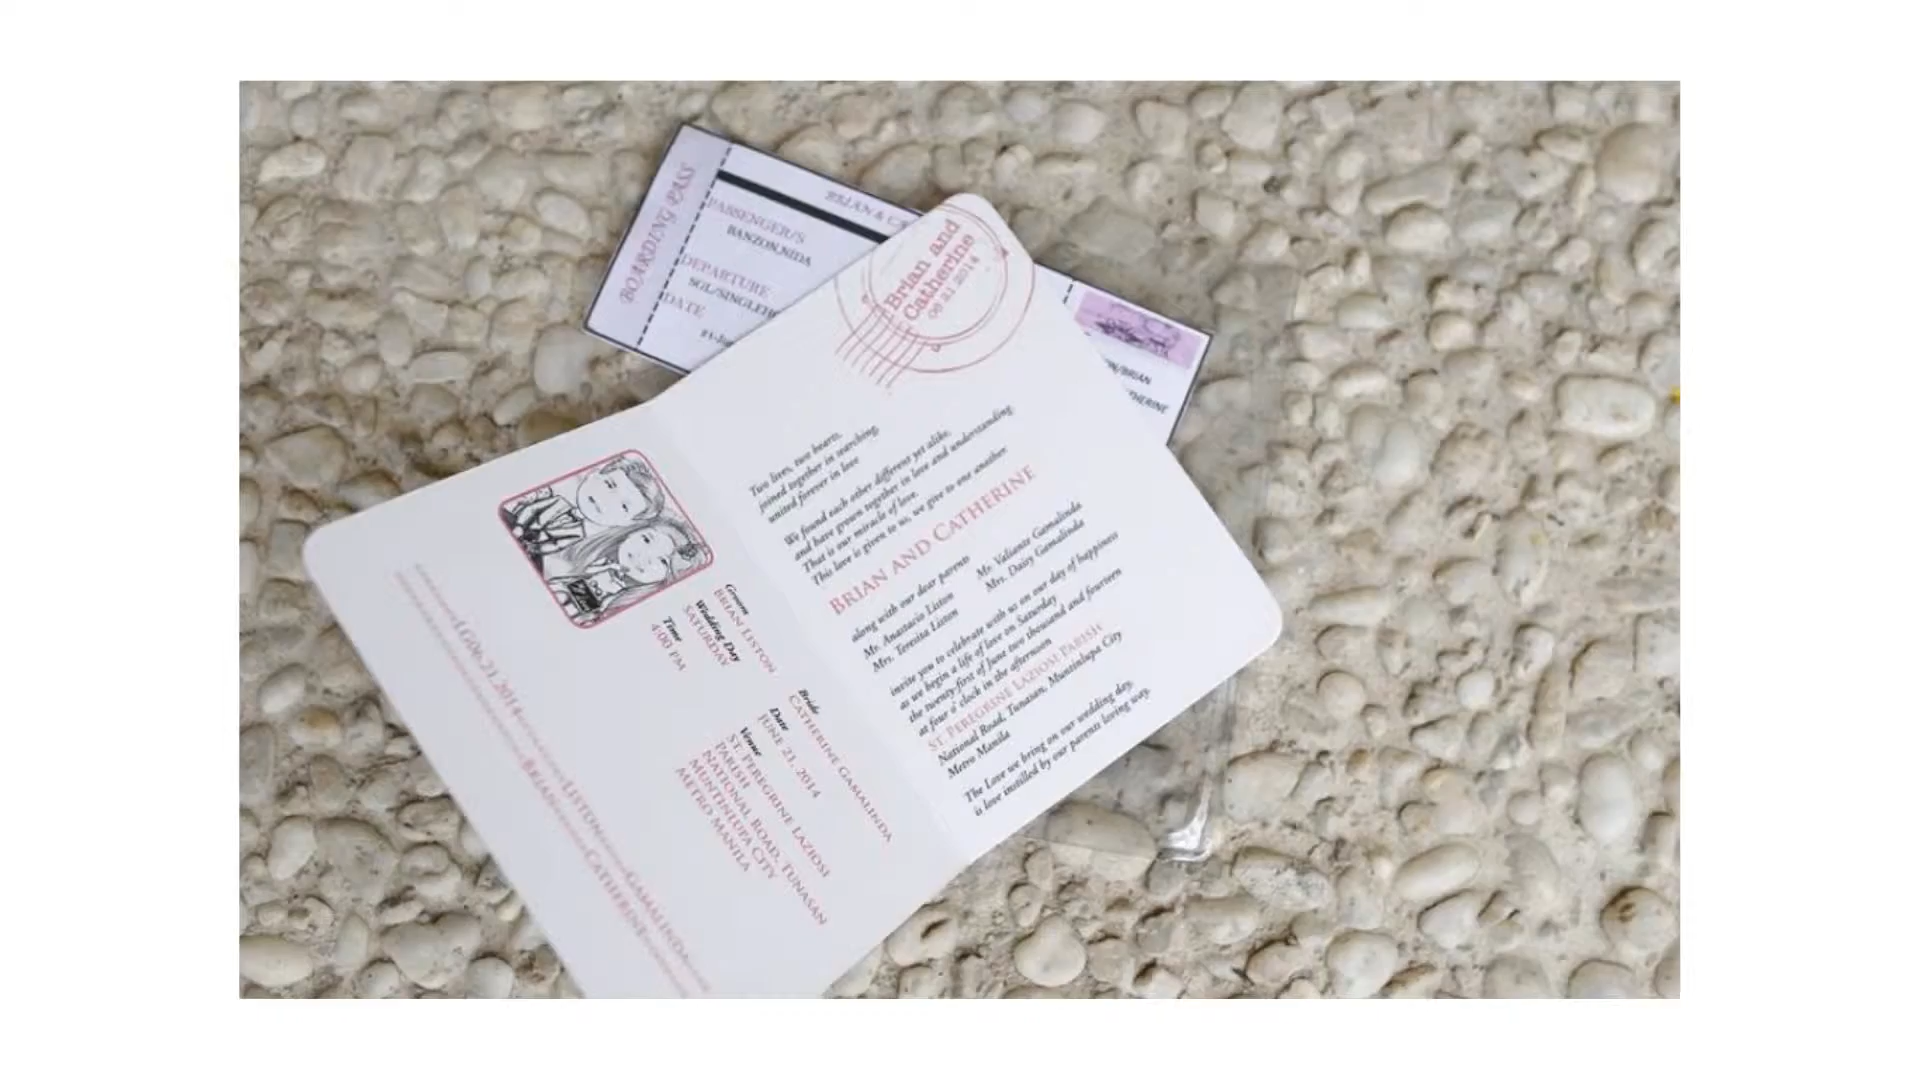 BOARDING PASS
BRIAN &
PASSENGER/S
BANZON,NIDA
DEPARTURE
DATE
Brian and
Catherine
06 21 2014
Two lives, two hearts,
joined together in searching,
united forever in love
We found each other different yet alike,
and have grown together in love and understanding.
That is our miracle of love.
This love is given to us, we give to one another.
BRIAN AND CATHERINE
along with our dear parents
Mr. Anastacio Liston
Mrs. Teresita Liston
Mr. Valiante Gamalinda
Mrs. Daisy Gamalinda
invite you to celebrate with us on our day of happiness
as we begin a life of love on Saturday
the twenty-first of June two thousand and fourteen
at four o' clock in the afternoon
ST. PEREGRINE LAZIOSI PARISH
National Road, Tunasan, Muntinlupa City
Metro Manila
The Love we bring on our wedding day,
is love instilled by our parents loving way.
Groom
BRIAN LISTON
Wedding Day
SATURDAY
Time
4:00 PM
Bride
CATHERINE GAMALINDA
Date
JUNE 21, 2014
Venue
ST. PEREGRINE LAZIOSI
PARISH
NATIONAL ROAD, TUNASAN
MUNTINLUPA CITY
METRO MANILA
LG06.21.2014
LISTON GAMALINDA
BRIAN CATHERINE